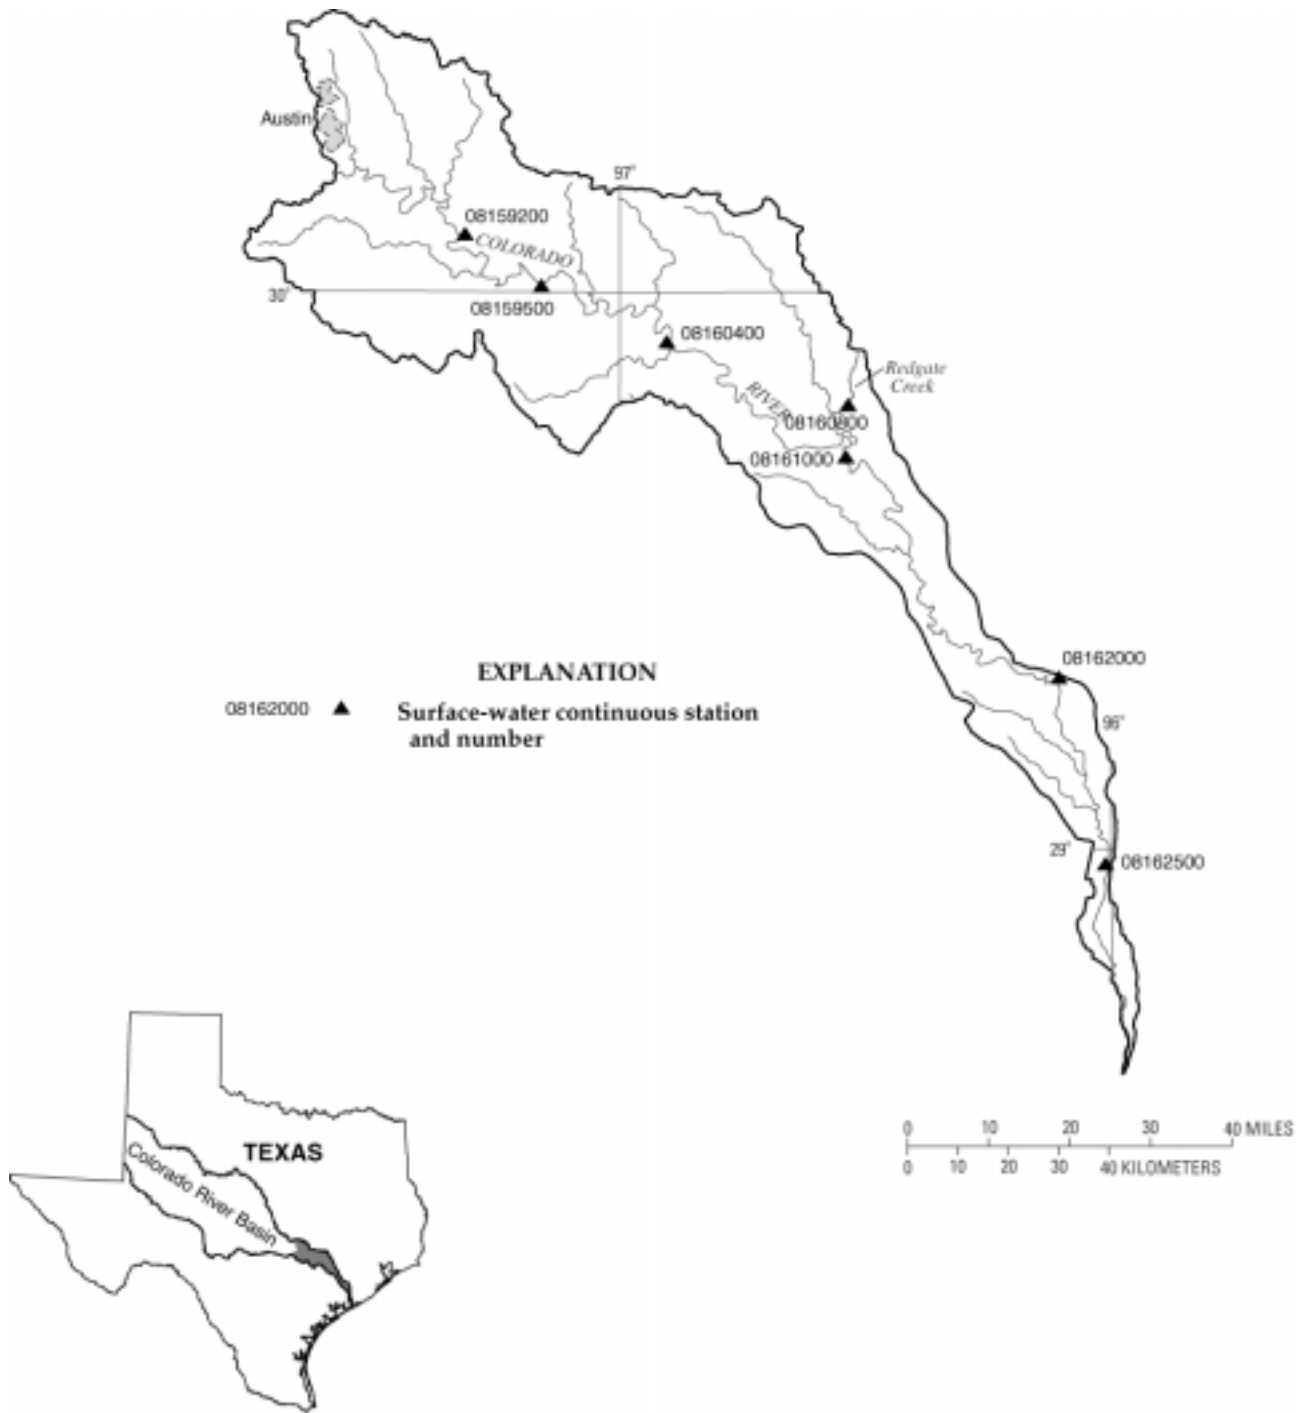 Austin
97°
08159200
COLORADO
30°
08159500
08160400
Redgate
Creek
RIVER
08160800
08161000
08162000
EXPLANATION
08162000 Surface-water continuous station
and number
96°
29°
08162500
TEXAS
Colorado River Basin
0 10 20 30 40 MILES
0 10 20 30 40 KILOMETERS